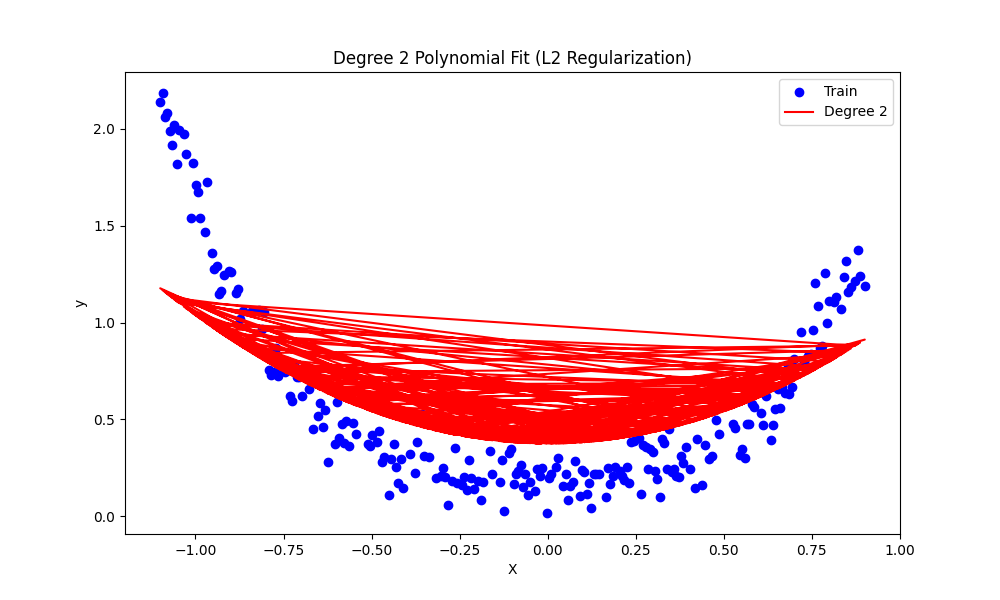 Degree 2 Polynomial Fit (L2 Regularization)
Train
Degree 2
2.0
1.5
1.0
0.5
0.0
y
−1.00 −0.75 −0.50 −0.25 0.00 0.25 0.50 0.75 1.00
X